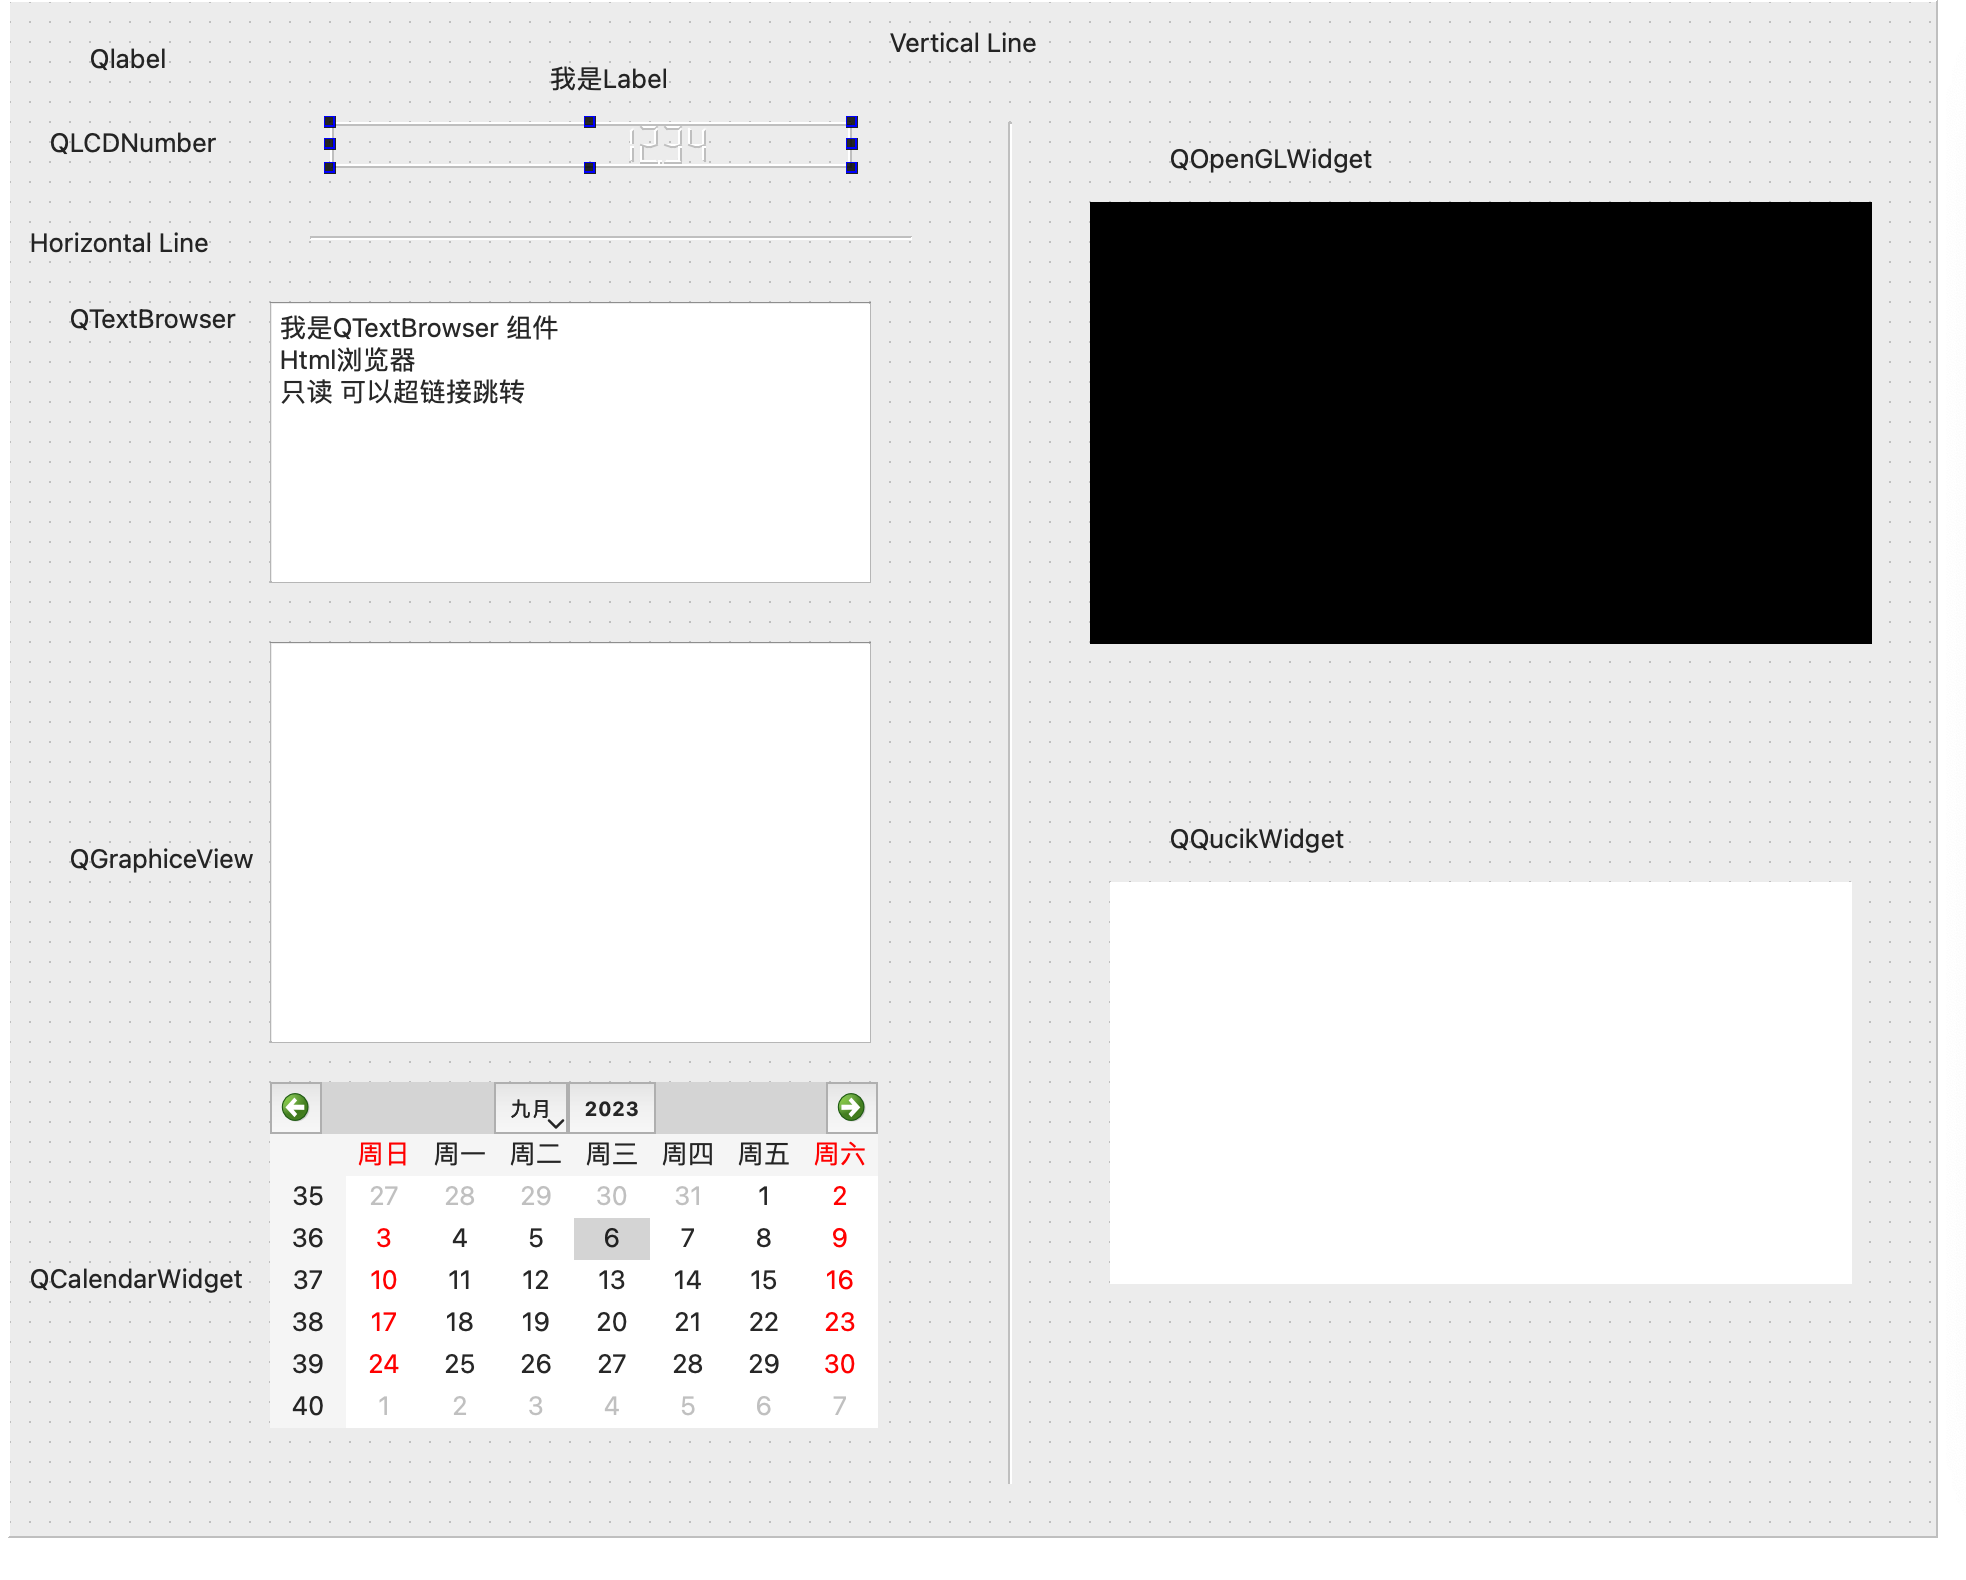 Qlabel
我是Label
Vertical Line
QLCDNumber
1234
QOpenGLWidget
Horizontal Line
QTextBrowser
我是QTextBrowser 组件
Html浏览器
只读 可以超链接跳转
QGraphiceView
QQucikWidget
QCalendarWidget
九月 2023
周日 周一 周二 周三 周四 周五 周六
35 27 28 29 30 31 1 2
36 3 4 5 6 7 8 9
37 10 11 12 13 14 15 16
38 17 18 19 20 21 22 23
39 24 25 26 27 28 29 30
40 1 2 3 4 5 6 7